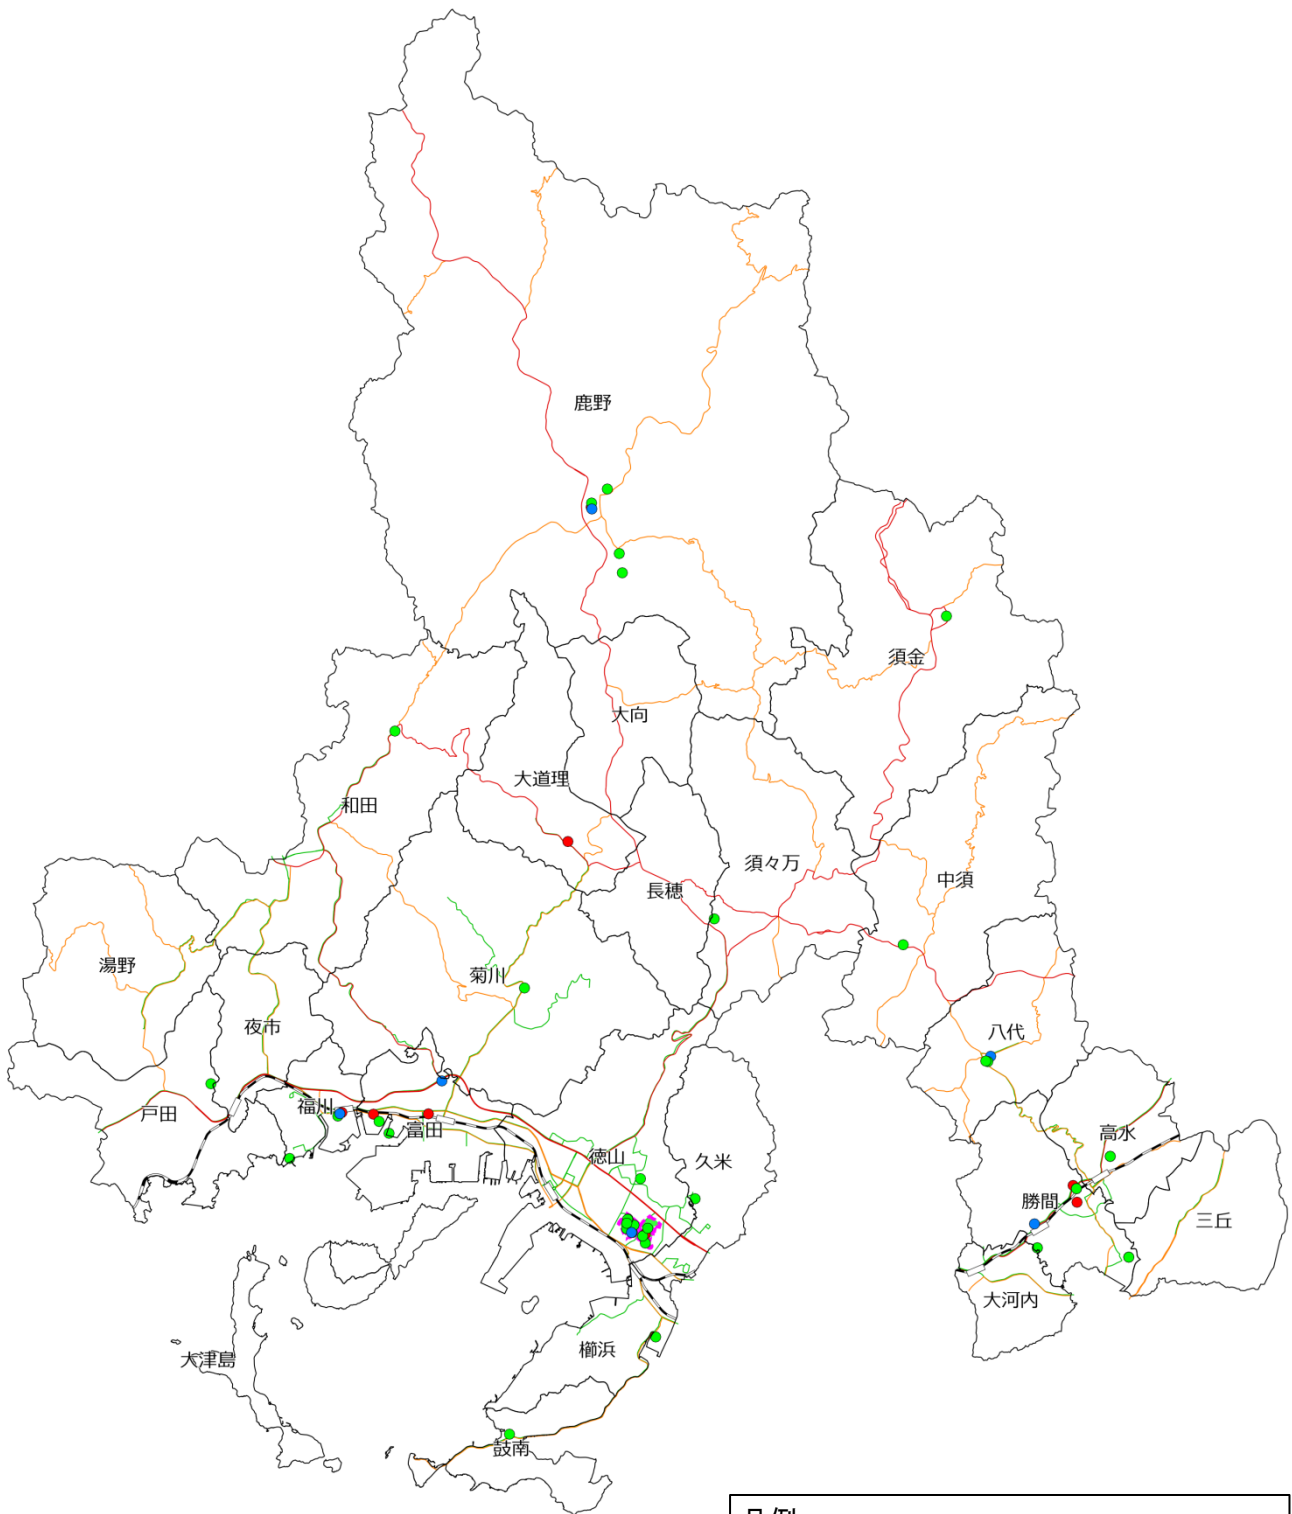 鹿野
須金
大向
大道理
和田
須々万
中須
長穂
湯野
菊川
夜市
八代
戸田
福川
富田
高水
徳山
久米
勝間
三丘
大河内
櫛浜
大津島
鼓南
凡例